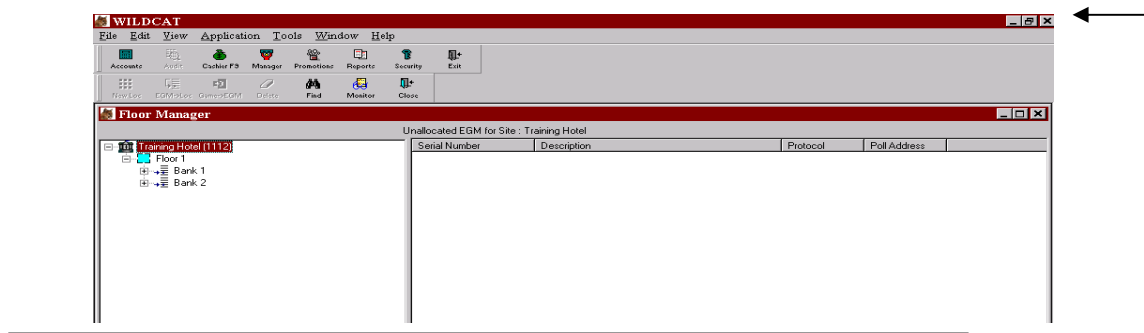 WILDCAT
File Edit View Application Tools Window Help
Accounts Audit Cashier F9 Manager Promotions Reports Security Exit
New Loc EGM->Loc Game->EGM Delete Find Monitor Close
Floor Manager
Unallocated EGM for Site : Training Hotel
Serial Number Description Protocol Poll Address
Training Hotel (1112)
Floor 1
Bank 1
Bank 2